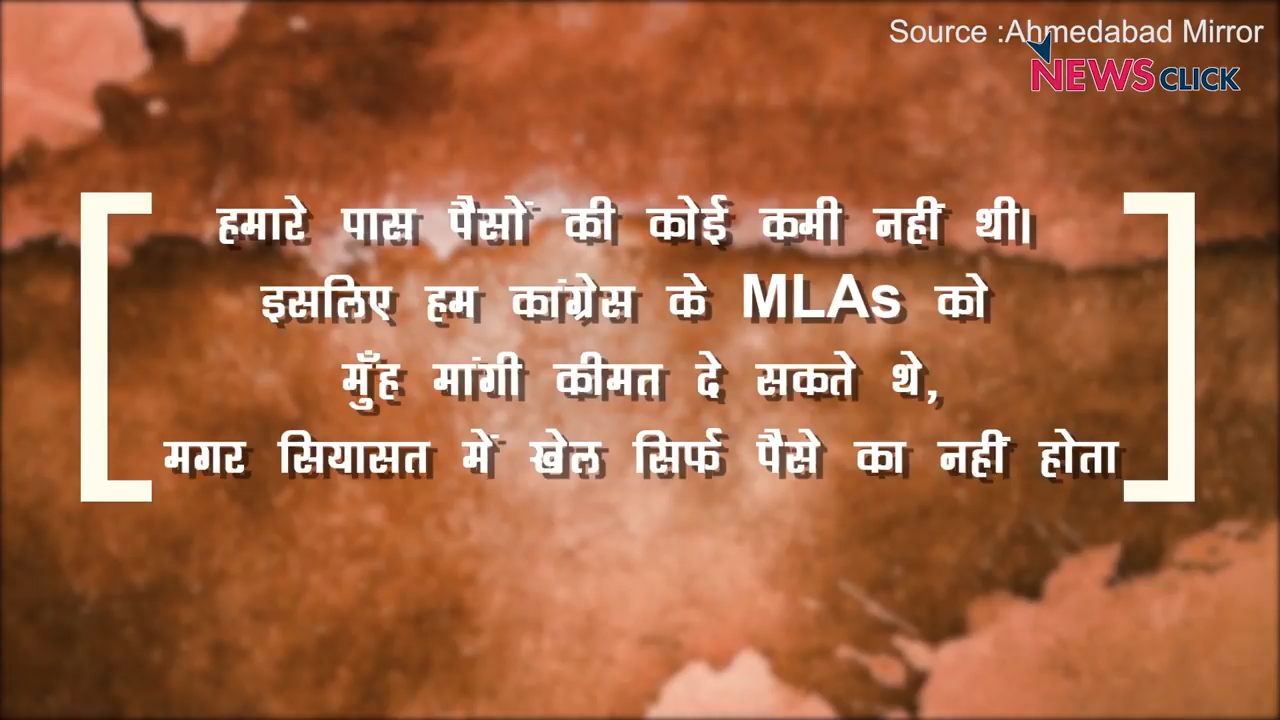 Source :Ahmedabad Mirror
NEWSCLICK
हमारे पास पैसों की कोई कमी नहीं थी।
इसलिए हम कांग्रेस के MLAs को
मुँह मांगी कीमत दे सकते थे,
मगर सियासत में खेल सिर्फ पैसे का नहीं होता